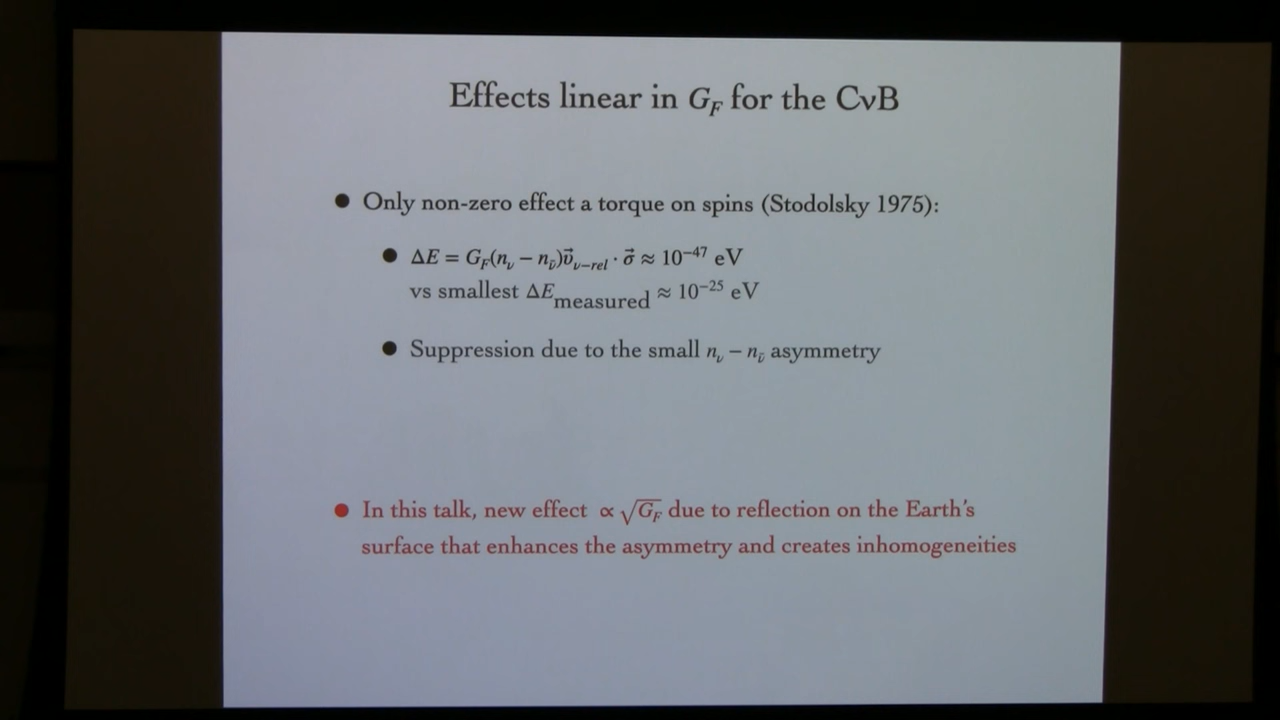 Effects linear in G_F for the CνB
● Only non-zero effect a torque on spins (Stodolsky 1975):
● ΔE = G_F(n_ν − n_ν̄)v⃗_ν−rel · σ⃗ ≈ 10⁻⁴⁷ eV
vs smallest ΔE_measured ≈ 10⁻²⁵ eV
● Suppression due to the small n_ν − n_ν̄ asymmetry
● In this talk, new effect ∝ √G_F due to reflection on the Earth's
surface that enhances the asymmetry and creates inhomogeneities